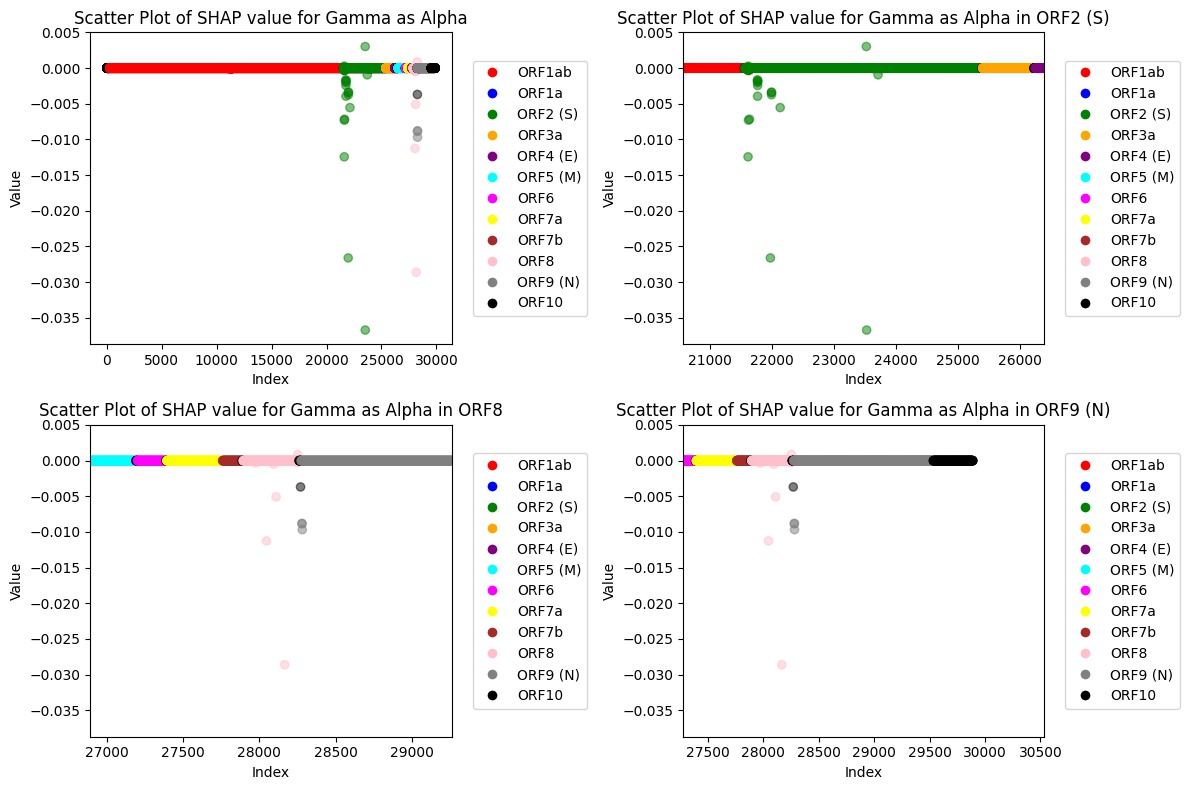 Scatter Plot of SHAP value for Gamma as Alpha
0.005
0.000
−0.005
−0.010
−0.015
−0.020
−0.025
−0.030
−0.035
Value
0 5000 10000 15000 20000 25000 30000
Index
ORF1ab
ORF1a
ORF2 (S)
ORF3a
ORF4 (E)
ORF5 (M)
ORF6
ORF7a
ORF7b
ORF8
ORF9 (N)
ORF10
Scatter Plot of SHAP value for Gamma as Alpha in ORF2 (S)
0.005
0.000
−0.005
−0.010
−0.015
−0.020
−0.025
−0.030
−0.035
Value
21000 22000 23000 24000 25000 26000
Index
ORF1ab
ORF1a
ORF2 (S)
ORF3a
ORF4 (E)
ORF5 (M)
ORF6
ORF7a
ORF7b
ORF8
ORF9 (N)
ORF10
Scatter Plot of SHAP value for Gamma as Alpha in ORF8
0.005
0.000
−0.005
−0.010
−0.015
−0.020
−0.025
−0.030
−0.035
Value
27000 27500 28000 28500 29000
Index
ORF1ab
ORF1a
ORF2 (S)
ORF3a
ORF4 (E)
ORF5 (M)
ORF6
ORF7a
ORF7b
ORF8
ORF9 (N)
ORF10
Scatter Plot of SHAP value for Gamma as Alpha in ORF9 (N)
0.005
0.000
−0.005
−0.010
−0.015
−0.020
−0.025
−0.030
−0.035
Value
27500 28000 28500 29000 29500 30000 30500
Index
ORF1ab
ORF1a
ORF2 (S)
ORF3a
ORF4 (E)
ORF5 (M)
ORF6
ORF7a
ORF7b
ORF8
ORF9 (N)
ORF10